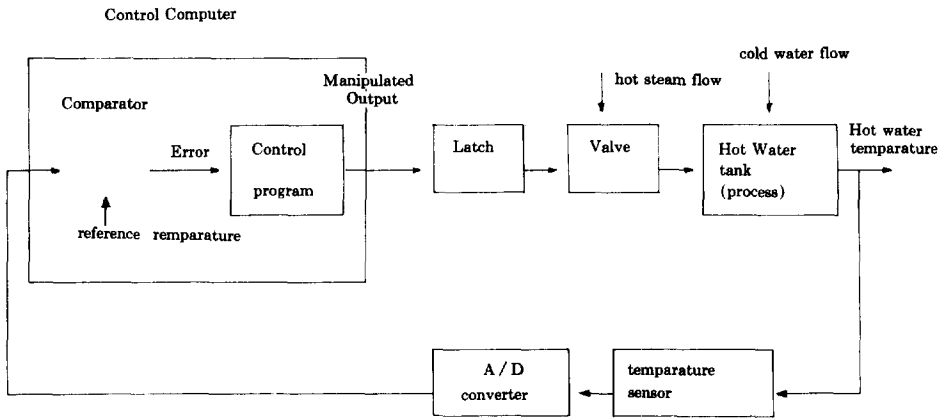 Control Computer
cold water flow
hot steam flow
Manipulated
Output
Comparator
Error
Control
program
reference remparature
Latch
Valve
Hot Water
tank
(process)
Hot water
temparature
A/D
converter
temparature
sensor